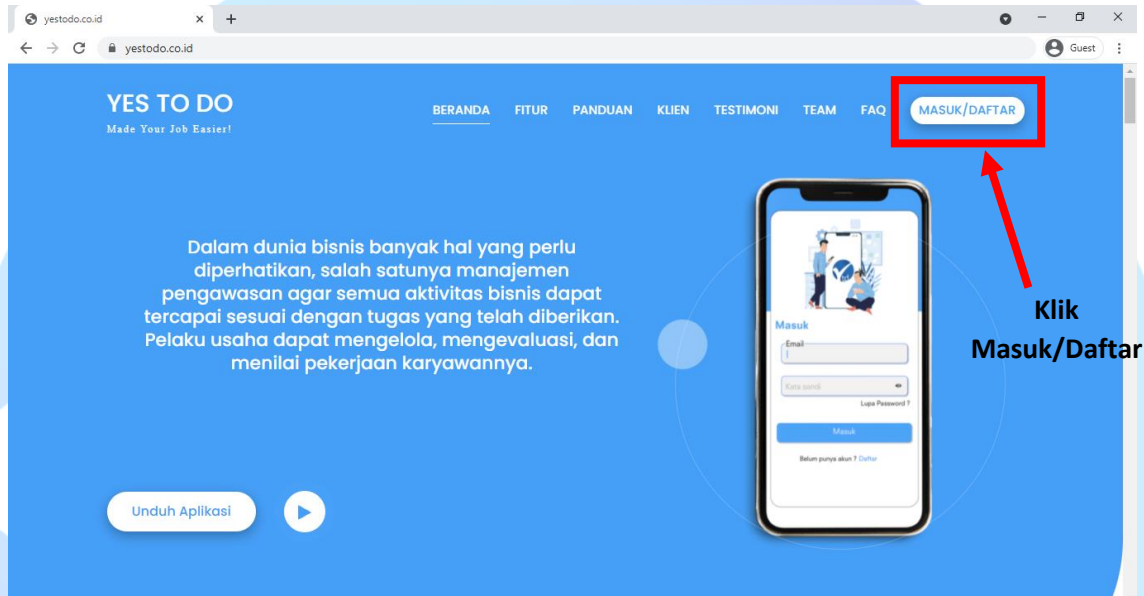 yestodo.co.id
yestodo.co.id
Guest
YES TO DO
Made Your Job Easier!
BERANDA FITUR PANDUAN KLIEN TESTIMONI TEAM FAQ MASUK/DAFTAR
Dalam dunia bisnis banyak hal yang perlu
diperhatikan, salah satunya manajemen
pengawasan agar semua aktivitas bisnis dapat
tercapai sesuai dengan tugas yang telah diberikan.
Pelaku usaha dapat mengelola, mengevaluasi, dan
menilai pekerjaan karyawannya.
Unduh Aplikasi
Masuk
Email
Kata sandi
Lupa Password ?
Masuk
Belum punya akun ? Daftar
Klik
Masuk/Daftar